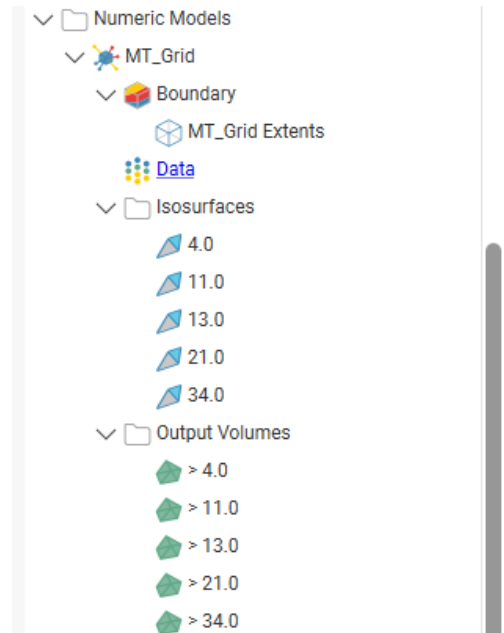 Numeric Models
MT_Grid
Boundary
MT_Grid Extents
Data
Isosurfaces
4.0
11.0
13.0
21.0
34.0
Output Volumes
> 4.0
> 11.0
> 13.0
> 21.0
> 34.0